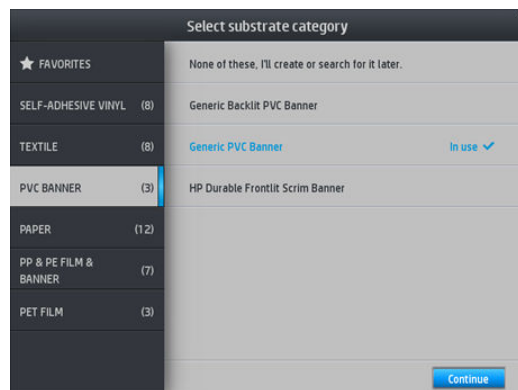 Select substrate category
FAVORITES
SELF-ADHESIVE VINYL (8)
TEXTILE (8)
PVC BANNER (3)
PAPER (12)
PP & PE FILM &
BANNER (7)
PET FILM (3)
None of these, I'll create or search for it later.
Generic Backlit PVC Banner
Generic PVC Banner In use
HP Durable Frontlit Scrim Banner
Continue